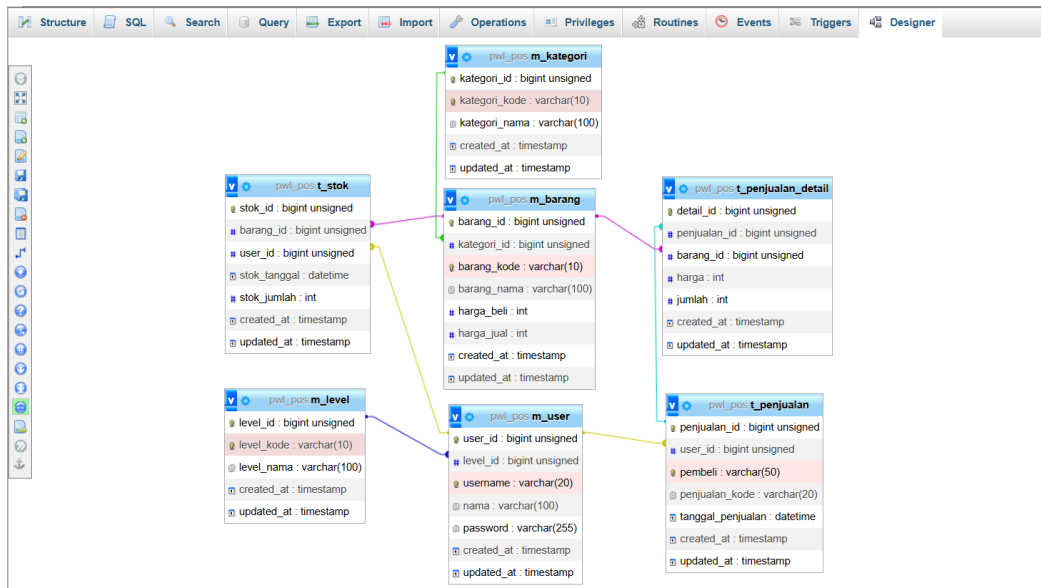 Structure SQL Search Query Export Import Operations Privileges Routines Events Triggers Designer
v pwl_pos m_kategori
kategori_id : bigint unsigned
kategori_kode : varchar(10)
kategori_nama : varchar(100)
created_at : timestamp
updated_at : timestamp
v pwl_pos t_stok
stok_id : bigint unsigned
barang_id : bigint unsigned
user_id : bigint unsigned
stok_tanggal : datetime
stok_jumlah : int
created_at : timestamp
updated_at : timestamp
v pwl_pos m_barang
barang_id : bigint unsigned
kategori_id : bigint unsigned
barang_kode : varchar(10)
barang_nama : varchar(100)
harga_beli : int
harga_jual : int
created_at : timestamp
updated_at : timestamp
v pwl_pos t_penjualan_detail
detail_id : bigint unsigned
penjualan_id : bigint unsigned
barang_id : bigint unsigned
harga : int
jumlah : int
created_at : timestamp
updated_at : timestamp
v pwl_pos m_level
level_id : bigint unsigned
level_kode : varchar(10)
level_nama : varchar(100)
created_at : timestamp
updated_at : timestamp
v pwl_pos m_user
user_id : bigint unsigned
level_id : bigint unsigned
username : varchar(20)
nama : varchar(100)
password : varchar(255)
created_at : timestamp
updated_at : timestamp
v pwl_pos t_penjualan
penjualan_id : bigint unsigned
user_id : bigint unsigned
pembeli : varchar(50)
penjualan_kode : varchar(20)
tanggal_penjualan : datetime
created_at : timestamp
updated_at : timestamp